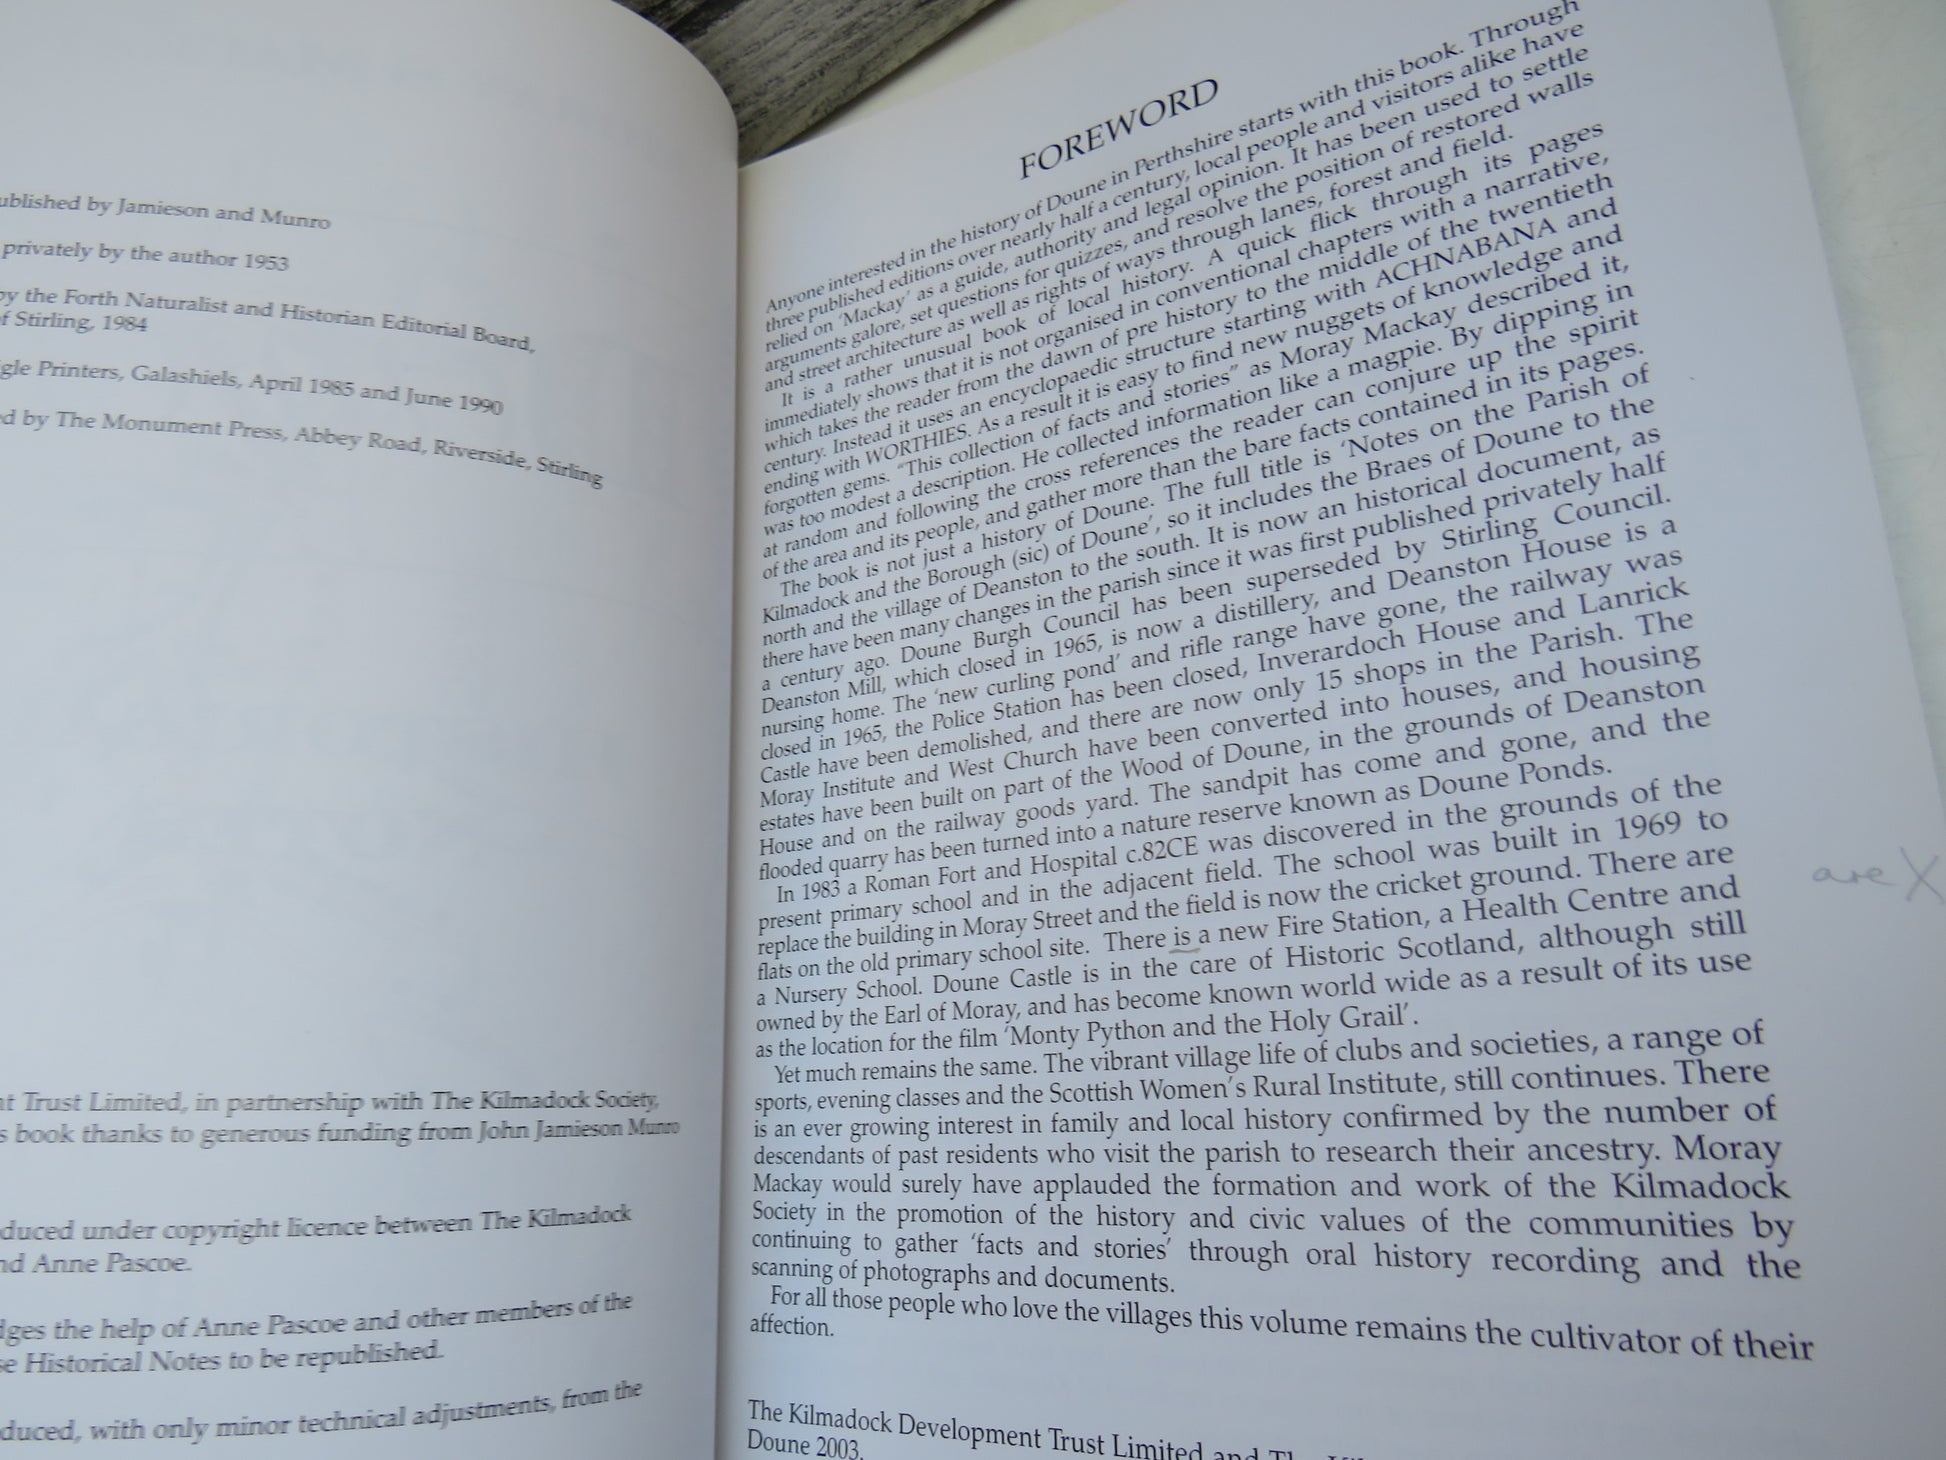 ublished by Jamieson and Munro
privately by the author 1953
by the Forth Naturalist and Historian Editorial Board,
of Stirling, 1984
gle Printers, Galashiels, April 1985 and June 1990
ed by The Monument Press, Abbey Road, Riverside, Stirling
nt Trust Limited, in partnership with The Kilmadock Society,
s book thanks to generous funding from John Jamieson Munro
duced under copyright licence between The Kilmadock
nd Anne Pascoe.
dges the help of Anne Pascoe and other members of the
se Historical Notes to be republished.
duced, with only minor technical adjustments, from the
FOREWORD
Anyone interested in the history of Doune in Perthshire starts with this book. Through
three published editions over nearly half a century, local people and visitors alike have
relied on 'Mackay' as a guide, authority and legal opinion. It has been used to settle
arguments galore, set questions for quizzes, and resolve the position of restored walls
and street architecture as well as rights of ways through lanes, forest and field.
It is a rather unusual book of local history. A quick flick through its pages
immediately shows that it is not organised in conventional chapters with a narrative,
which takes the reader from the dawn of pre history to the middle of the twentieth
century. Instead it uses an encyclopaedic structure starting with ACHNABANA and
ending with WORTHIES. As a result it is easy to find new nuggets of knowledge and
forgotten gems. "This collection of facts and stories" as Moray Mackay described it,
was too modest a description. He collected information like a magpie. By dipping in
at random and following the cross references the reader can conjure up the spirit
of the area and its people, and gather more than the bare facts contained in its pages.
The book is not just a history of Doune. The full title is 'Notes on the Parish of
Kilmadock and the Borough (sic) of Doune', so it includes the Braes of Doune to the
north and the village of Deanston to the south. It is now an historical document, as
there have been many changes in the parish since it was first published privately half
a century ago. Doune Burgh Council has been superseded by Stirling Council.
Deanston Mill, which closed in 1965, is now a distillery, and Deanston House is a
nursing home. The 'new curling pond' and rifle range have gone, the railway was
closed in 1965, the Police Station has been closed, Inverardoch House and Lanrick
Castle have been demolished, and there are now only 15 shops in the Parish. The
Moray Institute and West Church have been converted into houses, and housing
estates have been built on part of the Wood of Doune, in the grounds of Deanston
House and on the railway goods yard. The sandpit has come and gone, and the
flooded quarry has been turned into a nature reserve known as Doune Ponds.
In 1983 a Roman Fort and Hospital c.82CE was discovered in the grounds of the
present primary school and in the adjacent field. The school was built in 1969 to
replace the building in Moray Street and the field is now the cricket ground. There are
flats on the old primary school site. There is a new Fire Station, a Health Centre and
a Nursery School. Doune Castle is in the care of Historic Scotland, although still
owned by the Earl of Moray, and has become known world wide as a result of its use
as the location for the film 'Monty Python and the Holy Grail'.
Yet much remains the same. The vibrant village life of clubs and societies, a range of
sports, evening classes and the Scottish Women's Rural Institute, still continues. There
is an ever growing interest in family and local history confirmed by the number of
descendants of past residents who visit the parish to research their ancestry. Moray
Mackay would surely have applauded the formation and work of the Kilmadock
Society in the promotion of the history and civic values of the communities by
continuing to gather 'facts and stories' through oral history recording and the
scanning of photographs and documents.
For all those people who love the villages this volume remains the cultivator of their
affection.
The Kilmadock Development Trust Limited and
Doune 2003.
are X